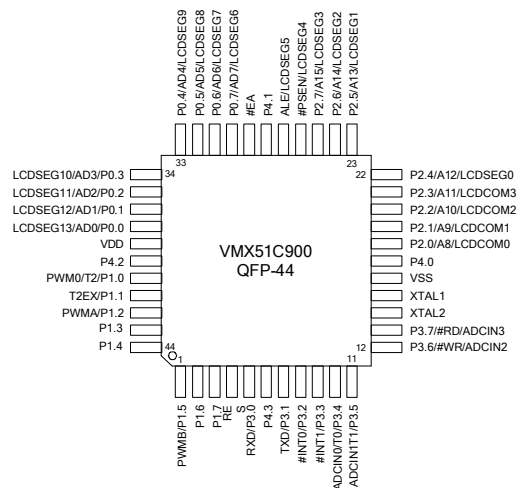 P0.4/AD4/LCDSEG9
P0.5/AD5/LCDSEG8
P0.6/AD6/LCDSEG7
P0.7/AD7/LCDSEG6
#EA
P4.1
ALE/LCDSEG5
#PSEN/LCDSEG4
P2.7/A15/LCDSEG3
P2.6/A14/LCDSEG2
P2.5/A13/LCDSEG1
33
23
34
22
LCDSEG10/AD3/P0.3
LCDSEG11/AD2/P0.2
LCDSEG12/AD1/P0.1
LCDSEG13/AD0/P0.0
VDD
P4.2
PWM0/T2/P1.0
T2EX/P1.1
PWMA/P1.2
P1.3
P1.4
VMX51C900
QFP-44
P2.4/A12/LCDSEG0
P2.3/A11/LCDCOM3
P2.2/A10/LCDCOM2
P2.1/A9/LCDCOM1
P2.0/A8/LCDCOM0
P4.0
VSS
XTAL1
XTAL2
P3.7/#RD/ADCIN3
P3.6/#WR/ADCIN2
44
12
1
11
PWMB/P1.5
P1.6
P1.7
RE
S
RXD/P3.0
P4.3
TXD/P3.1
#INT0/P3.2
#INT1/P3.3
ADCIN0/T0/P3.4
ADCIN1T1/P3.5